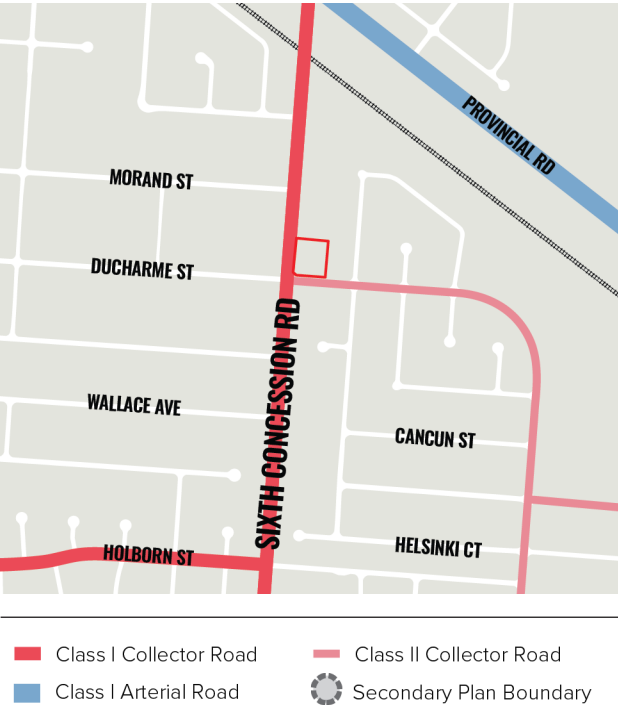 PROVINCIAL RD
MORAND ST
DUCHARME ST
SIXTH CONCESSION RD
WALLACE AVE
CANCUN ST
HOLBORN ST
HELSINKI CT
Class I Collector Road
Class II Collector Road
Class I Arterial Road
Secondary Plan Boundary